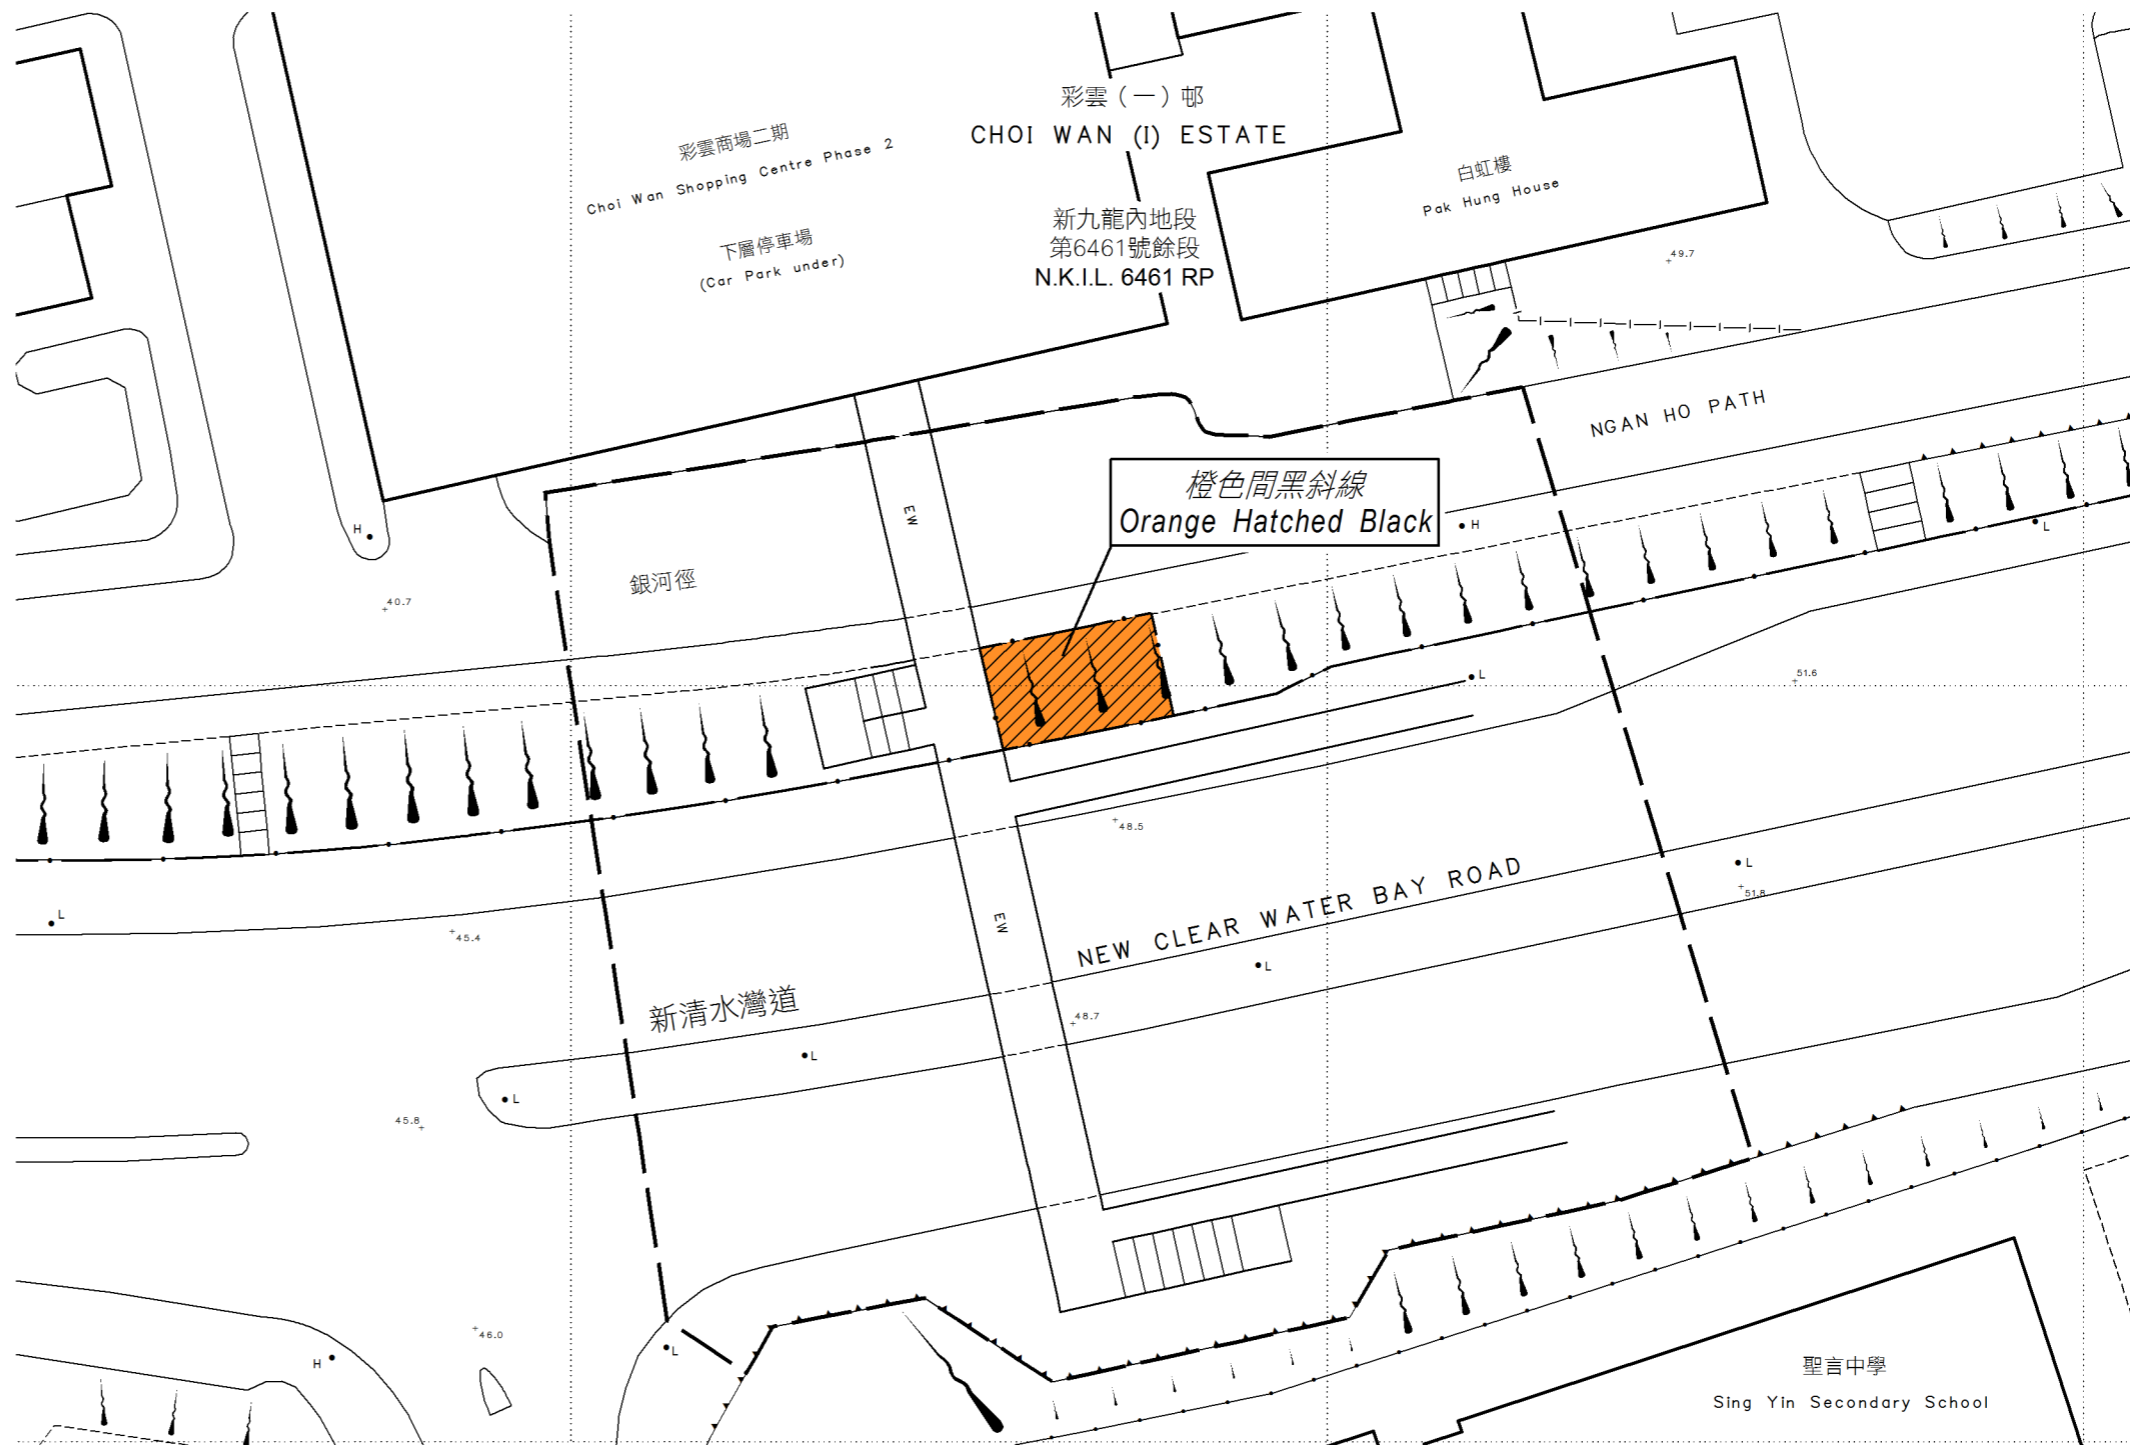 彩雲（一）邨
CHOI WAN (I) ESTATE
彩雲商場二期
Choi Wan Shopping Centre Phase 2
下層停車場
(Car Park under)
新九龍內地段
第6461號餘段
N.K.I.L. 6461 RP
白虹樓
Pak Hung House
49.7
NGAN HO PATH
橙色間黑斜線
Orange Hatched Black
EW
H
H
L
銀河徑
40.7
L
51.6
48.5
L
51.8
L
45.4
EW
NEW CLEAR WATER BAY ROAD
L
新清水灣道
48.7
L
L
45.8
46.0
H
L
聖言中學
Sing Yin Secondary School